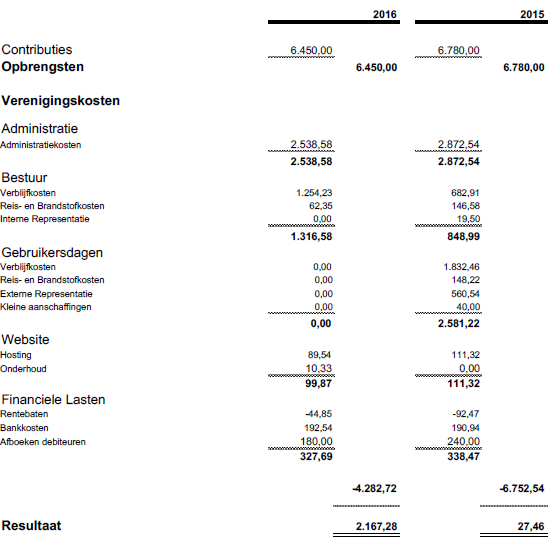 2016 2015
Contributies 6.450,00 6.780,00
Opbrengsten 6.450,00 6.780,00
Verenigingskosten
Administratie
Administratiekosten 2.538,58 2.872,54
2.538,58 2.872,54
Bestuur
Verblijfkosten 1.254,23 682,91
Reis- en Brandstofkosten 62,35 146,58
Interne Representatie 0,00 19,50
1.316,58 848,99
Gebruikersdagen
Verblijfkosten 0,00 1.832,46
Reis- en Brandstofkosten 0,00 148,22
Externe Representatie 0,00 560,54
Kleine aanschaffingen 0,00 40,00
0,00 2.581,22
Website
Hosting 89,54 111,32
Onderhoud 10,33 0,00
99,87 111,32
Financiele Lasten
Rentebaten -44,85 -92,47
Bankkosten 192,54 190,94
Afboeken debiteuren 180,00 240,00
327,69 338,47
-4.282,72 -6.752,54
Resultaat 2.167,28 27,46